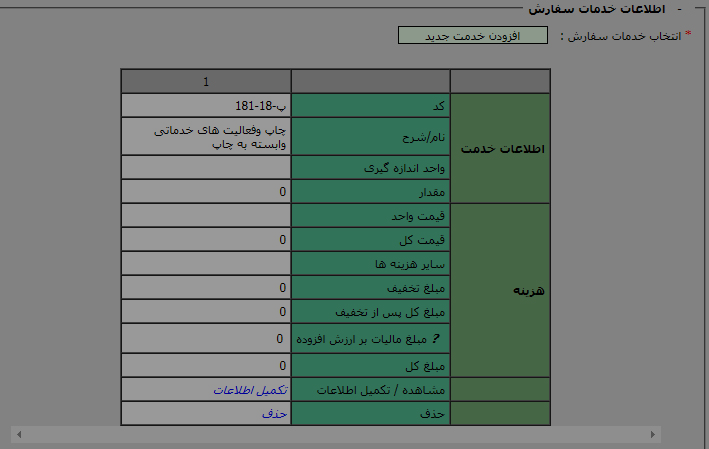 - اطلاعات خدمات سفارش
* انتخاب خدمات سفارش : افزودن خدمت جدید
1
اطلاعات خدمت
کد پ-18-181
نام/شرح چاپ وفعالیت های خدماتی
وابسته به چاپ
واحد اندازه گیری
مقدار 0
هزینه
قیمت واحد
قیمت کل 0
سایر هزینه ها
مبلغ تخفیف 0
مبلغ کل پس از تخفیف 0
? مبلغ مالیات بر ارزش افزوده 0
مبلغ کل 0
مشاهده / تکمیل اطلاعات تکمیل اطلاعات
حذف حذف